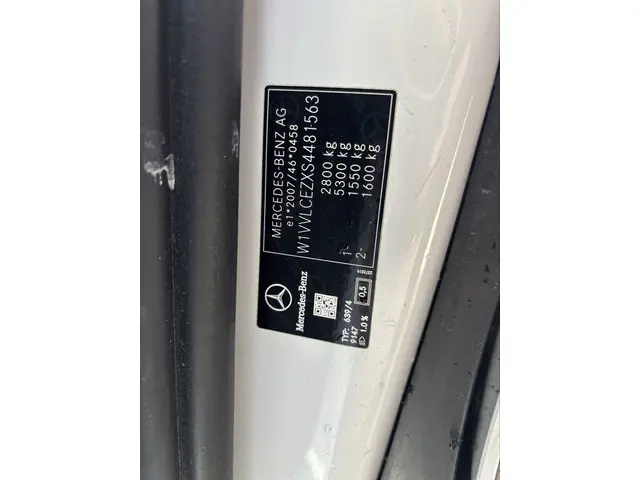 MERCEDES-BENZ AG
e1*2007/46*0458
W1VVLCEZXS4481563
2800 kg
5300 kg
1- 1550 kg
2- 1600 kg
Mercedes-Benz
TYP: 639/4
9147
1.0%
0,5